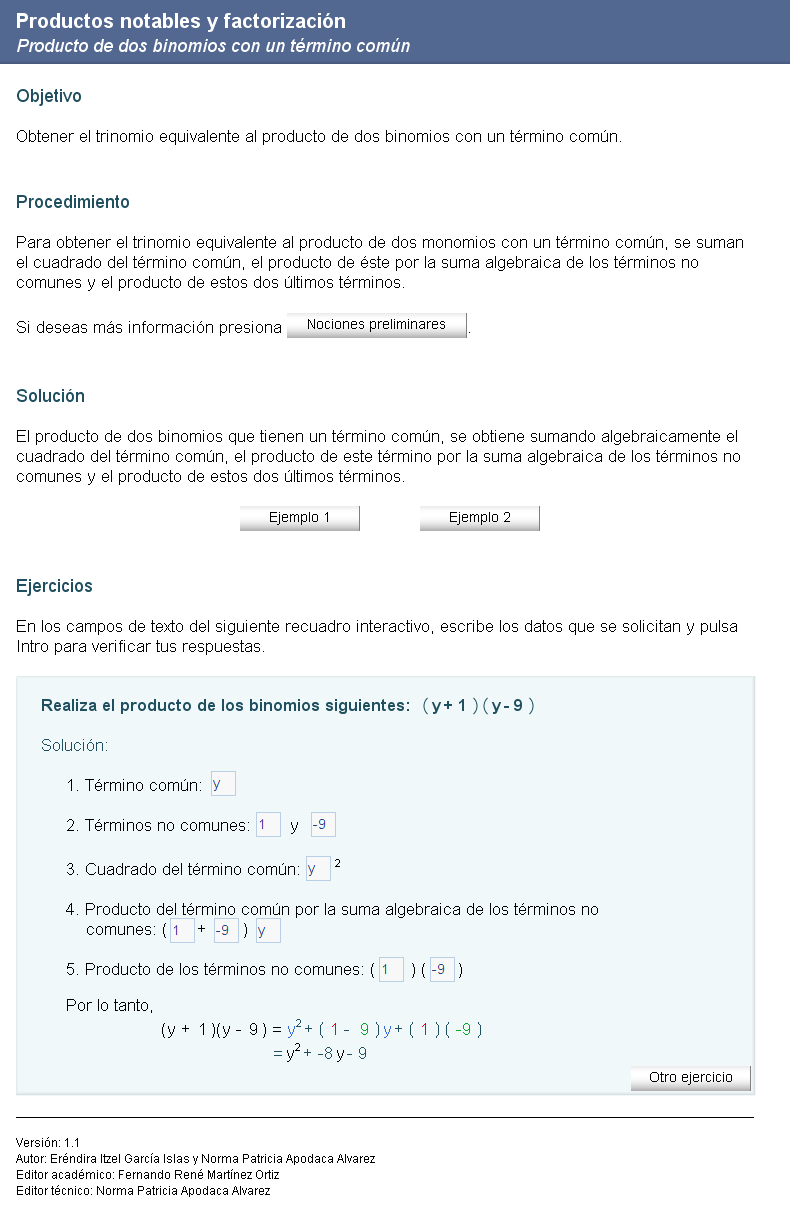 Productos notables y factorización
Producto de dos binomios con un término común
Objetivo
Obtener el trinomio equivalente al producto de dos binomios con un término común.
Procedimiento
Para obtener el trinomio equivalente al producto de dos monomios con un término común, se suman
el cuadrado del término común, el producto de éste por la suma algebraica de los términos no
comunes y el producto de estos dos últimos términos.
Si deseas más información presiona Nociones preliminares.
Solución
El producto de dos binomios que tienen un término común, se obtiene sumando algebraicamente el
cuadrado del término común, el producto de este término por la suma algebraica de los términos no
comunes y el producto de estos dos últimos términos.
Ejemplo 1 Ejemplo 2
Ejercicios
En los campos de texto del siguiente recuadro interactivo, escribe los datos que se solicitan y pulsa
Intro para verificar tus respuestas.
Realiza el producto de los binomios siguientes: (y+ 1 )(y- 9 )
Solución:
1. Término común: y
2. Términos no comunes: 1 y -9
3. Cuadrado del término común: y ²
4. Producto del término común por la suma algebraica de los términos no
comunes: ( 1 + -9 ) y
5. Producto de los términos no comunes: ( 1 ) ( -9 )
Por lo tanto,
(y + 1 )(y - 9 ) = y²+ ( 1 - 9 )y + ( 1 ) ( -9 )
= y²+ -8 y - 9
Otro ejercicio
Versión: 1.1
Autor: Eréndira Itzel García Islas y Norma Patricia Apodaca Alvarez
Editor académico: Fernando René Martínez Ortiz
Editor técnico: Norma Patricia Apodaca Alvarez